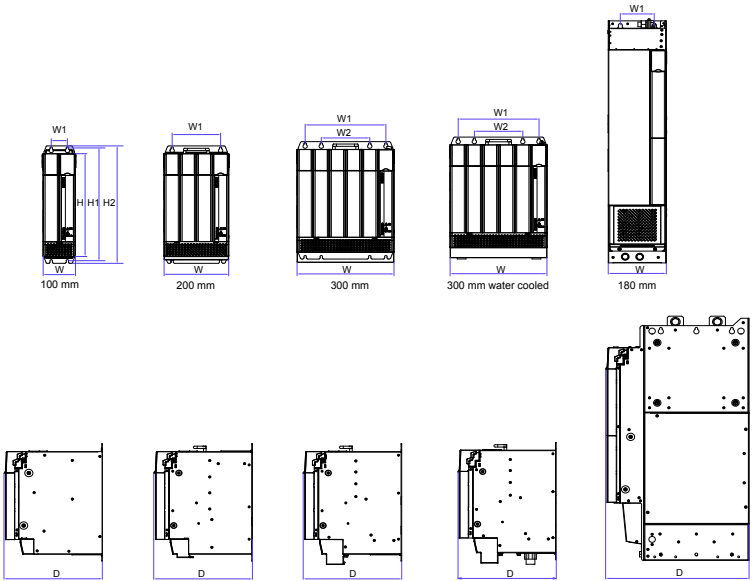 W1
W1
W1
W1
W1
W2
W2
H H1 H2
W
W
W
W
W
100 mm
200 mm
300 mm
300 mm water cooled
180 mm
D
D
D
D
D